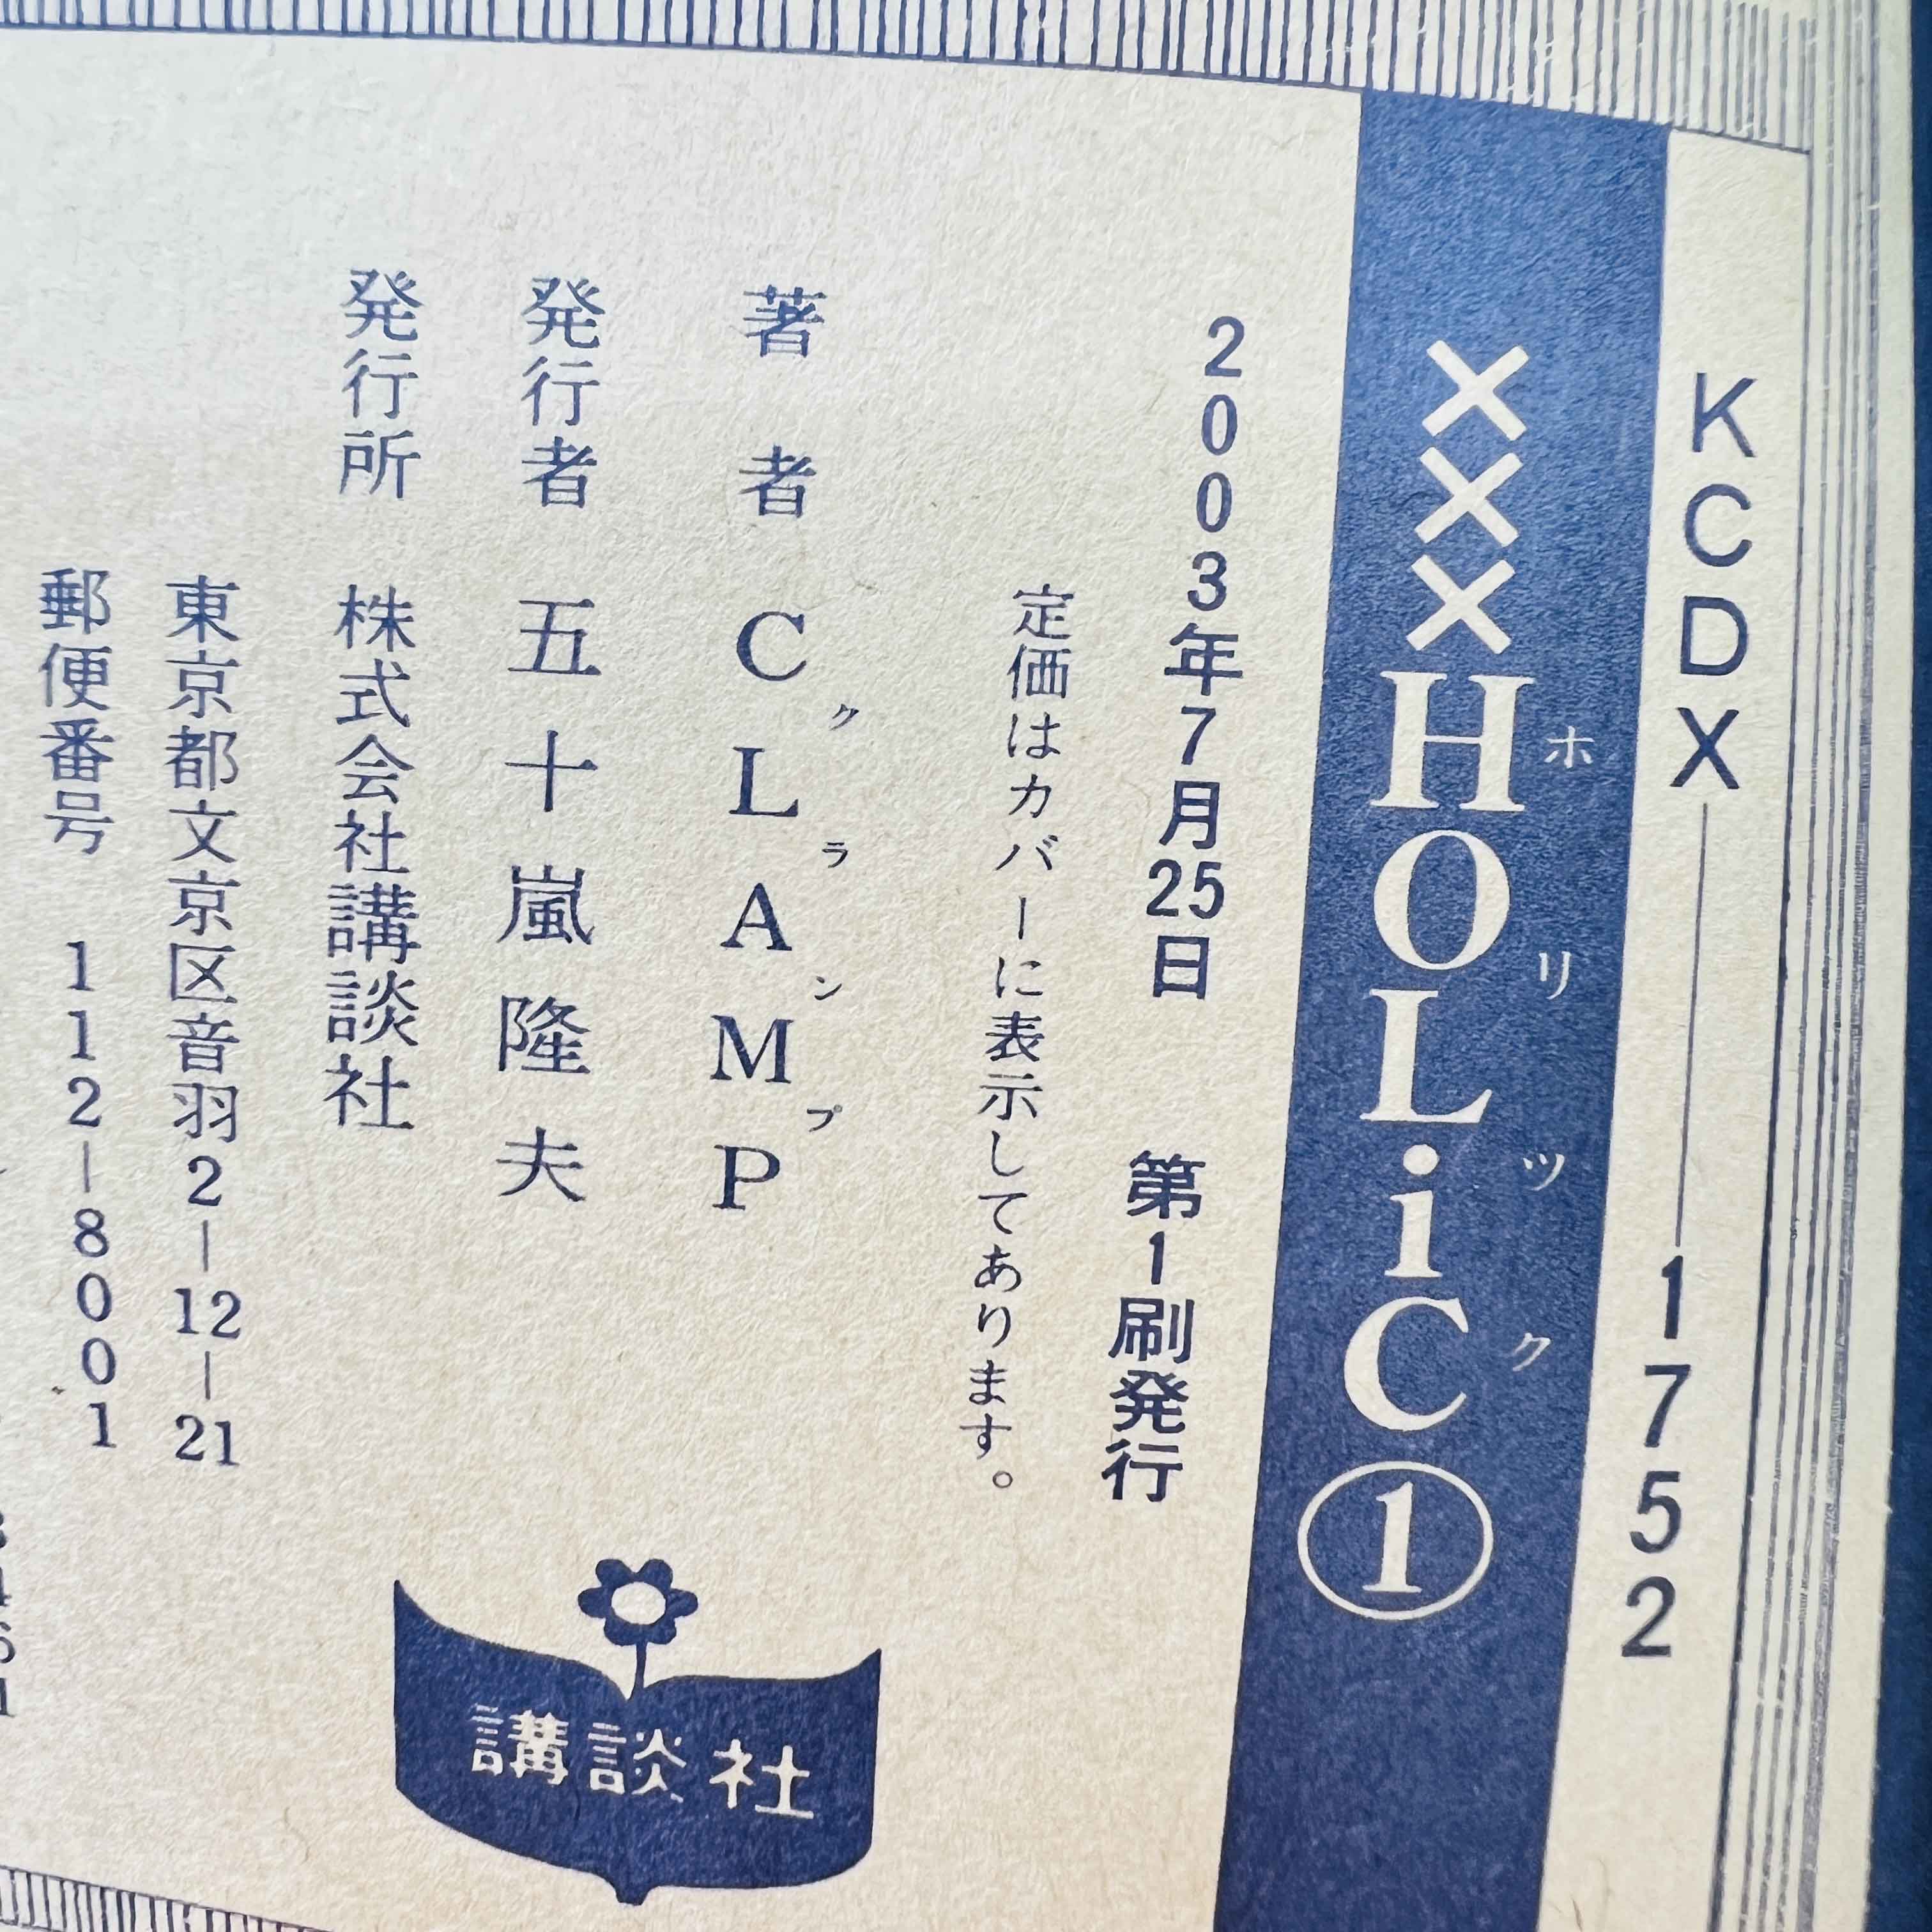 KCDX―1752
×××HOLiC①
ホリック
2003年7月25日 第1刷発行
定価はカバーに表示してあります。
著者 CLAMP
クランプ
発行者 五十嵐隆夫
発行所 株式会社講談社
東京都文京区音羽2―12―21
郵便番号 112―8001
講談社